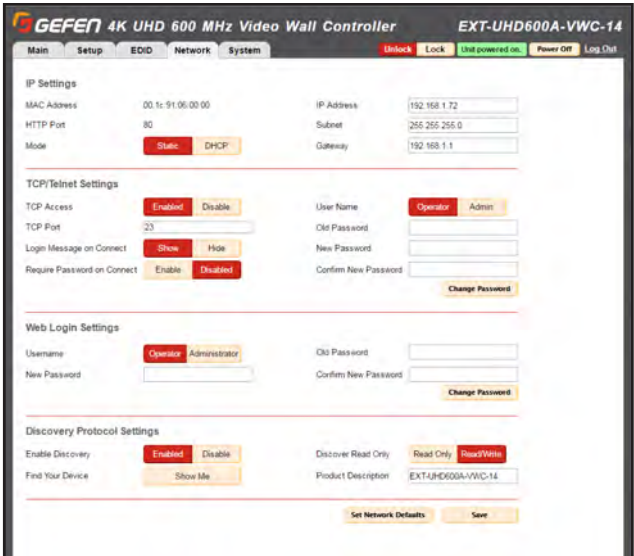 GEFEN 4K UHD 600 MHz Video Wall Controller EXT-UHD600A-VWC-14
Main Setup EDID Network System Unlock Lock Unit powered on. Power Off Log Out
IP Settings
MAC Address 00.1c.91.06.00.00 IP Address 192.168.1.72
HTTP Port 80 Subnet 255.255.255.0
Mode Static DHCP Gateway 192.168.1.1
TCP/Telnet Settings
TCP Access Enabled Disable User Name Operator Admin
TCP Port 23 Old Password
Login Message on Connect Show Hide New Password
Require Password on Connect Enable Disabled Confirm New Password
Change Password
Web Login Settings
Username Operator Administrator Old Password
New Password Confirm New Password
Change Password
Discovery Protocol Settings
Enable Discovery Enabled Disable Discover Read Only Read Only Read/Write
Find Your Device Show Me Product Description EXT-UHD600A-VWC-14
Set Network Defaults Save